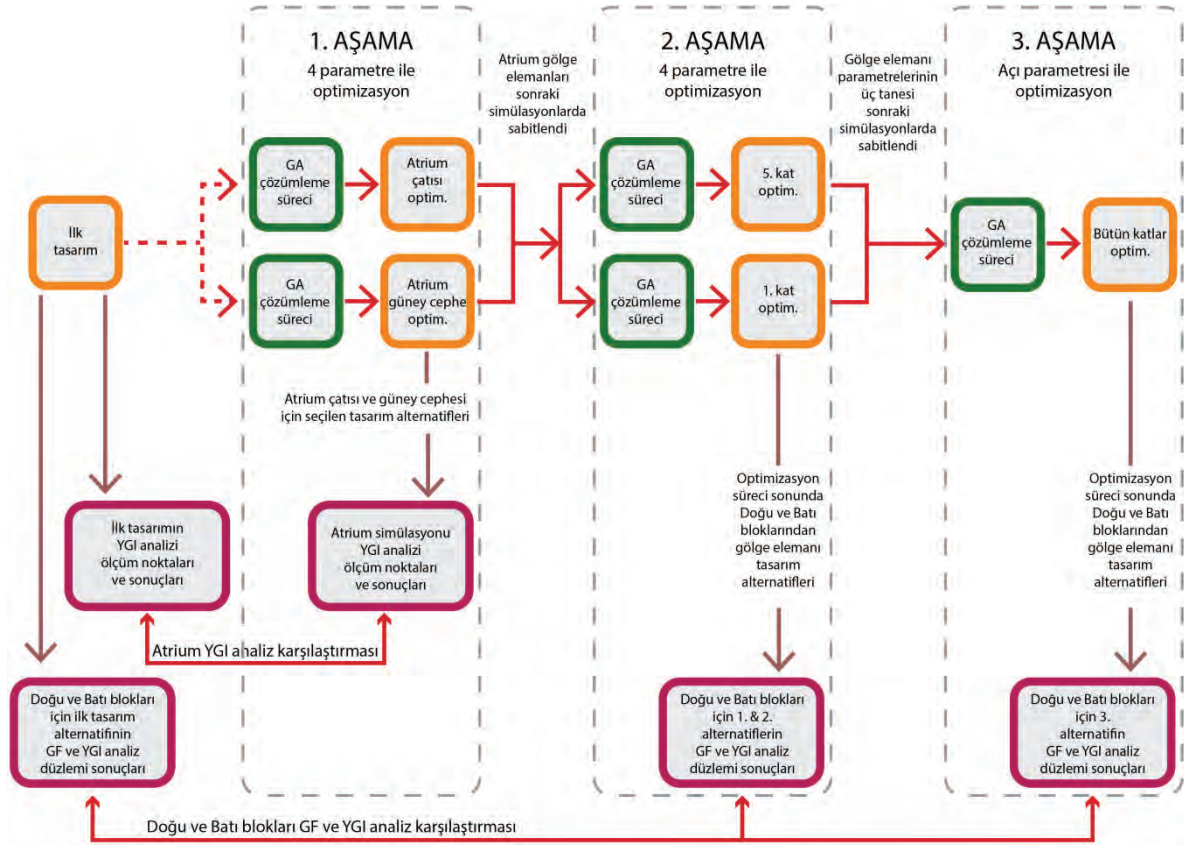 1. AŞAMA
4 parametre ile
optimizasyon
Atrium gölge
elemanları
sonraki
simülasyonlarda
sabitlendi
2. AŞAMA
4 parametre ile
optimizasyon
Gölge elemanı
parametrelerinin
üç tanesi
sonraki
simülasyonlarda
sabitlendi
3. AŞAMA
Açı parametresi ile
optimizasyon
İlk
tasarım
GA
çözümleme
süreci
Atrium
çatısı
optim.
GA
çözümleme
süreci
Atrium
güney cephe
optim.
GA
çözümleme
süreci
5. kat
optim.
GA
çözümleme
süreci
1. kat
optim.
GA
çözümleme
süreci
Bütün katlar
optim.
Atrium çatısı ve güney cephesi
için seçilen tasarım alternatifleri
Optimizasyon
süreci sonunda
Doğu ve Batı
bloklarından
gölge elemanı
tasarım
alternatifleri
Optimizasyon
süreci sonunda
Doğu ve Batı
bloklarından
gölge elemanı
tasarım
alternatifleri
İlk tasarımın
YGI analizi
ölçüm noktaları
ve sonuçları
Atrium simülasyonu
YGI analizi
ölçüm noktaları
ve sonuçları
Atrium YGI analiz karşılaştırması
Doğu ve Batı blokları
için ilk tasarım
alternatifinin
GF ve YGI analiz
düzlemi sonuçları
Doğu ve Batı blokları
için 1. & 2.
alternatiflerin
GF ve YGI analiz
düzlemi sonuçları
Doğu ve Batı blokları
için 3.
alternatifin
GF ve YGI analiz
düzlemi sonuçları
Doğu ve Batı blokları GF ve YGI analiz karşılaştırması